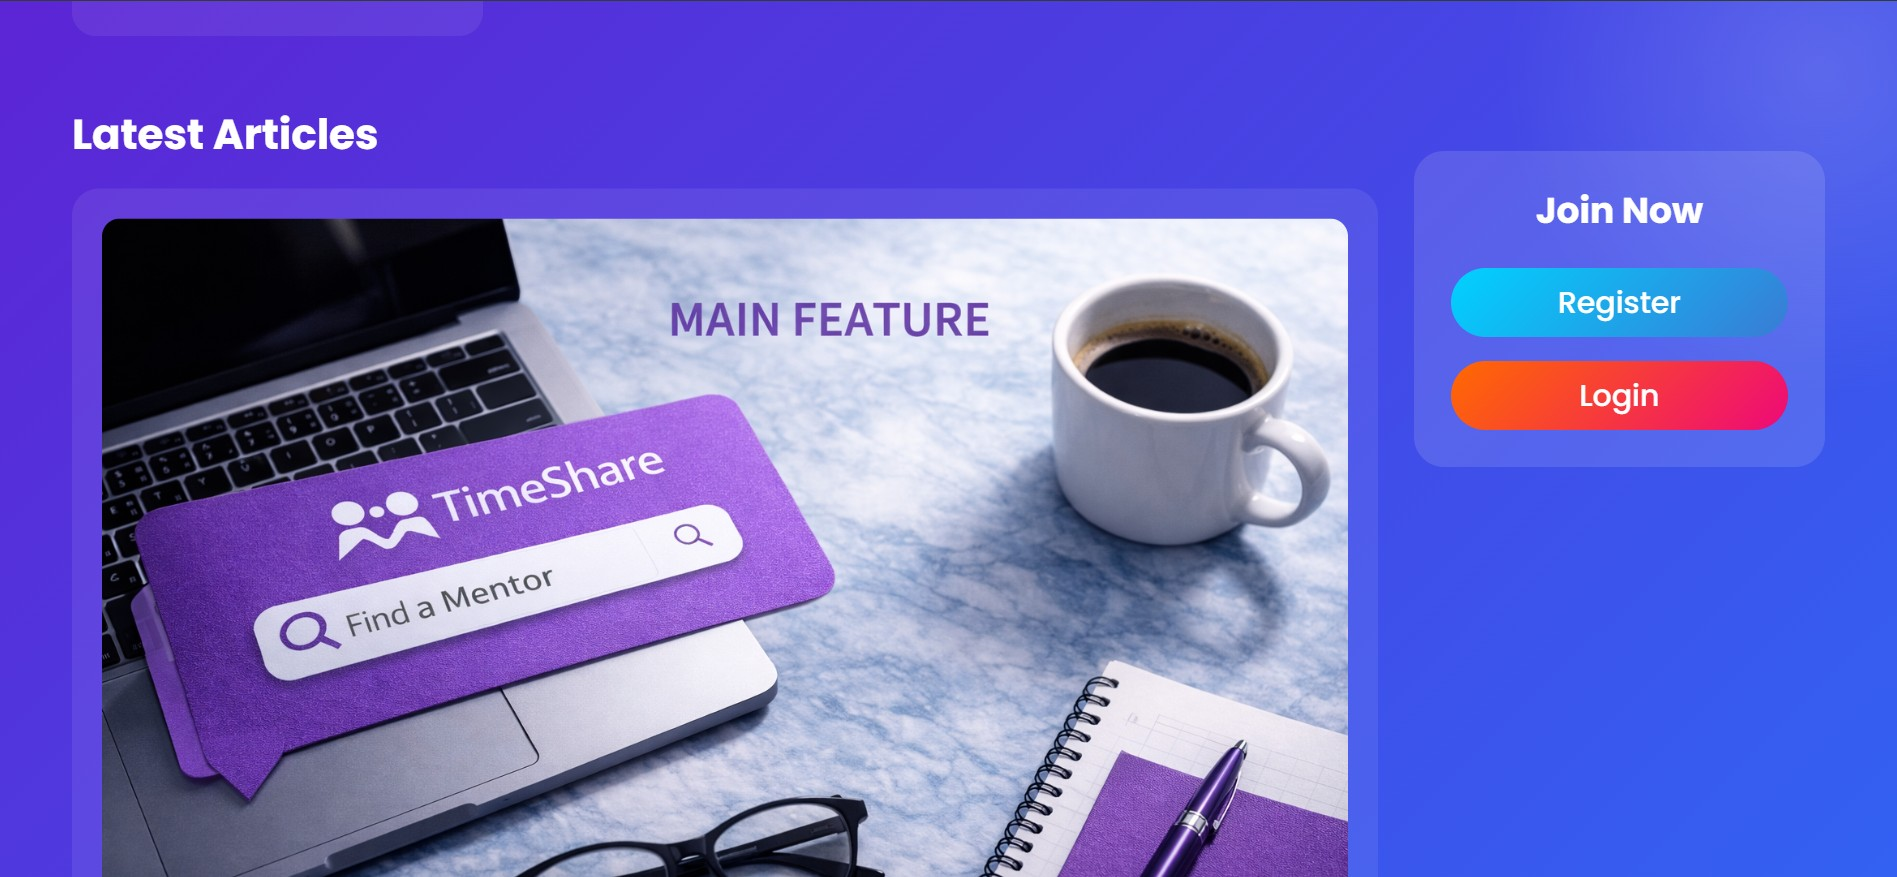 Latest Articles
Join Now
Register
Login
MAIN FEATURE
TimeShare
Find a Mentor